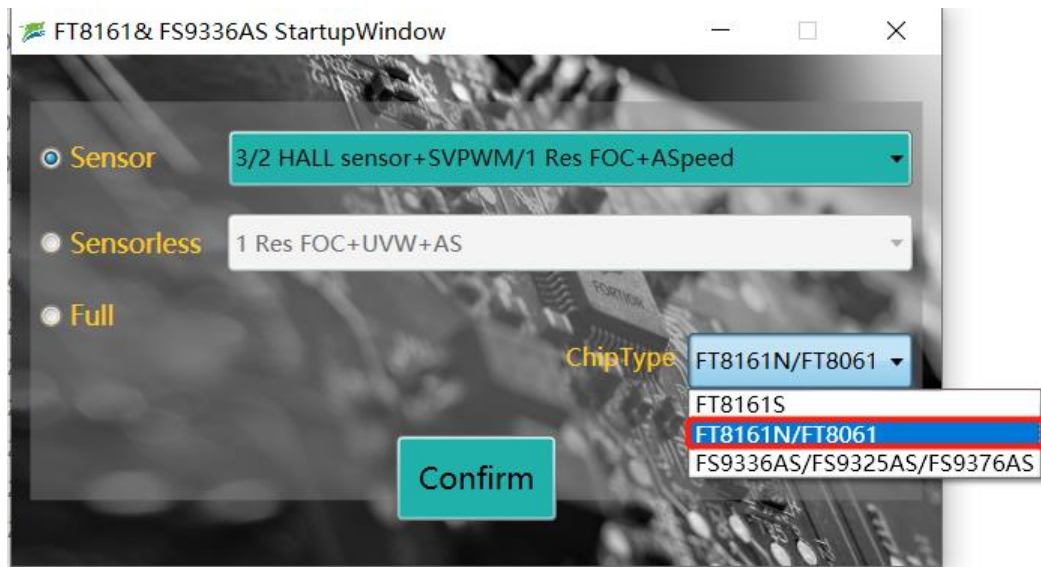 FT8161& FS9336AS StartupWindow
Sensor
3/2 HALL sensor+SVPWM/1 Res FOC+ASpeed
Sensorless
1 Res FOC+UVW+AS
FORTIOR
Full
ChipType
FT8161N/FT8061
FT8161S
FT8161N/FT8061
FS9336AS/FS9325AS/FS9376AS
Confirm